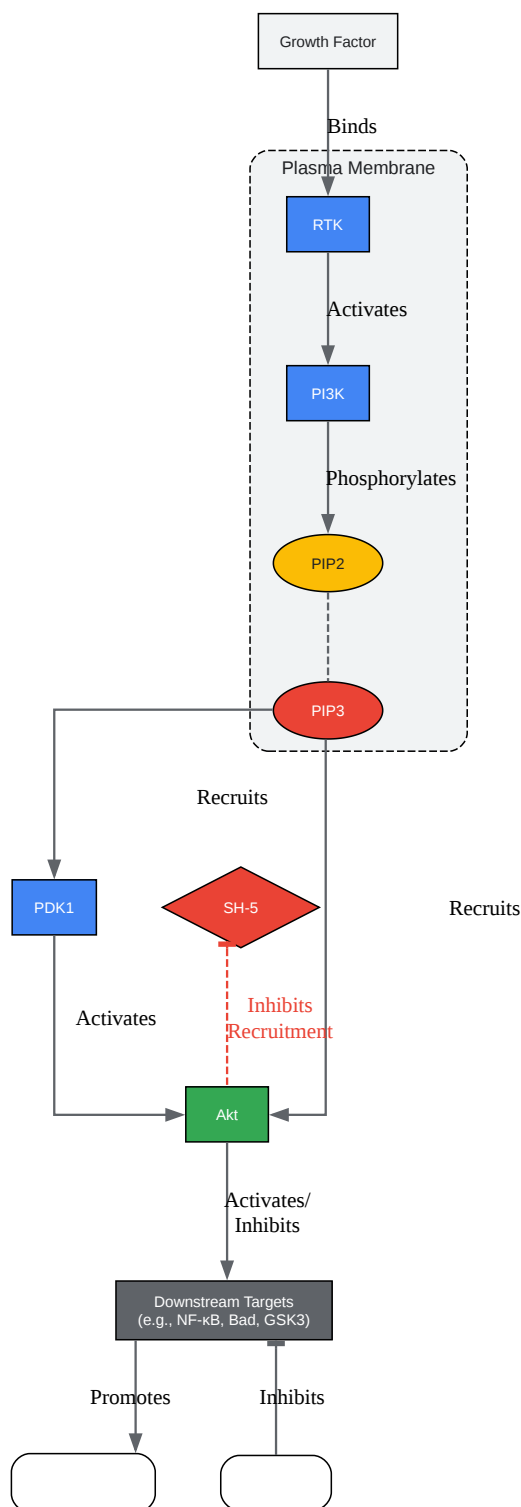 Growth Factor
Binds
Plasma Membrane
RTK
Activates
PI3K
Phosphorylates
PIP2
PIP3
Recruits
PDK1
SH-5
Recruits
Activates
Inhibits
Recruitment
Akt
Activates/
Inhibits
Downstream Targets
(e.g., NF-κB, Bad, GSK3)
Promotes
Inhibits